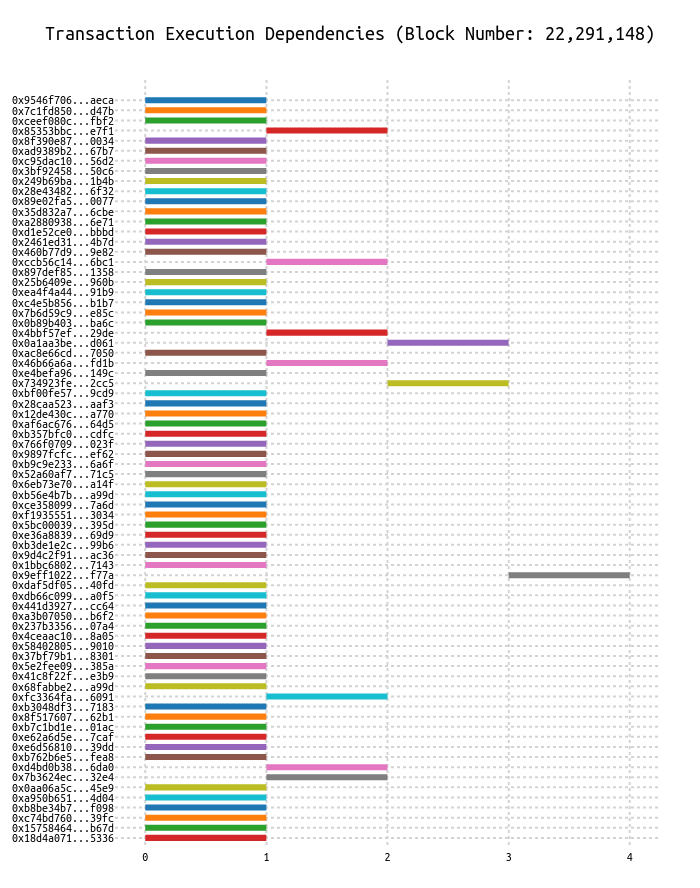 Transaction Execution Dependencies (Block Number: 22,291,148)
0x9546f706...aeca
0x7c1fd850...d47b
0xceef080c...fbf2
0x85353bbc...e7f1
0x8f390e87...0034
0xad9389b2...67b7
0xc95dac10...56d2
0x3bf92458...50c6
0x249b69ba...1b4b
0x28e43482...6f32
0x89e02fa5...0077
0x35d832a7...6cbe
0xa2880938...6e71
0xd1e52ce0...bbbd
0x2461ed31...4b7d
0x460b77d9...9e82
0xccb56c14...6bc1
0x897def85...1358
0x25b6409e...960b
0xea4f4a44...91b9
0xc4e5b856...b1b7
0x7b6d59c9...e85c
0x0b89b403...ba6c
0x4bbf57ef...29de
0x0a1aa3be...d061
0xac8e66cd...7050
0x46b66a6a...fd1b
0xe4befa96...149c
0x734923fe...2cc5
0xbf00fe57...9cd9
0x28caa523...aaf3
0x12de430c...a770
0xaf6ac676...64d5
0xb357bfc0...cdfc
0x766f0709...023f
0x9897fcfc...ef62
0xb9c9e233...6a6f
0x52a60af7...71c5
0x6eb73e70...a14f
0xb56e4b7b...a99d
0xce358099...7a6d
0xf1935551...3034
0x5bc00039...395d
0xe36a8839...69d9
0xb3de1e2c...99b6
0x9d4c2f91...ac36
0x1bbc6802...7143
0x9eff1022...f77a
0xdaf5df05...40fd
0xdb66c099...a0f5
0x441d3927...cc64
0xa3b07050...b6f2
0x237b3356...07a4
0x4ceaac10...8a05
0x58402805...9010
0x37bf79b1...8301
0x5e2fee09...385a
0x41c8f22f...e3b9
0x68fabbe2...a99d
0xfc3364fa...6091
0xb3048df3...7183
0x8f517607...62b1
0xb7c1bd1e...01ac
0xe62a6d5e...7caf
0xe6d56810...39dd
0xb762b6e5...fea8
0xd4bd0b38...6da0
0x7b3624ec...32e4
0x0aa06a5c...45e9
0xa950b651...4d04
0xb8be34b7...f098
0xc74bd760...39fc
0x15758464...b67d
0x18d4a071...5336
0 1 2 3 4